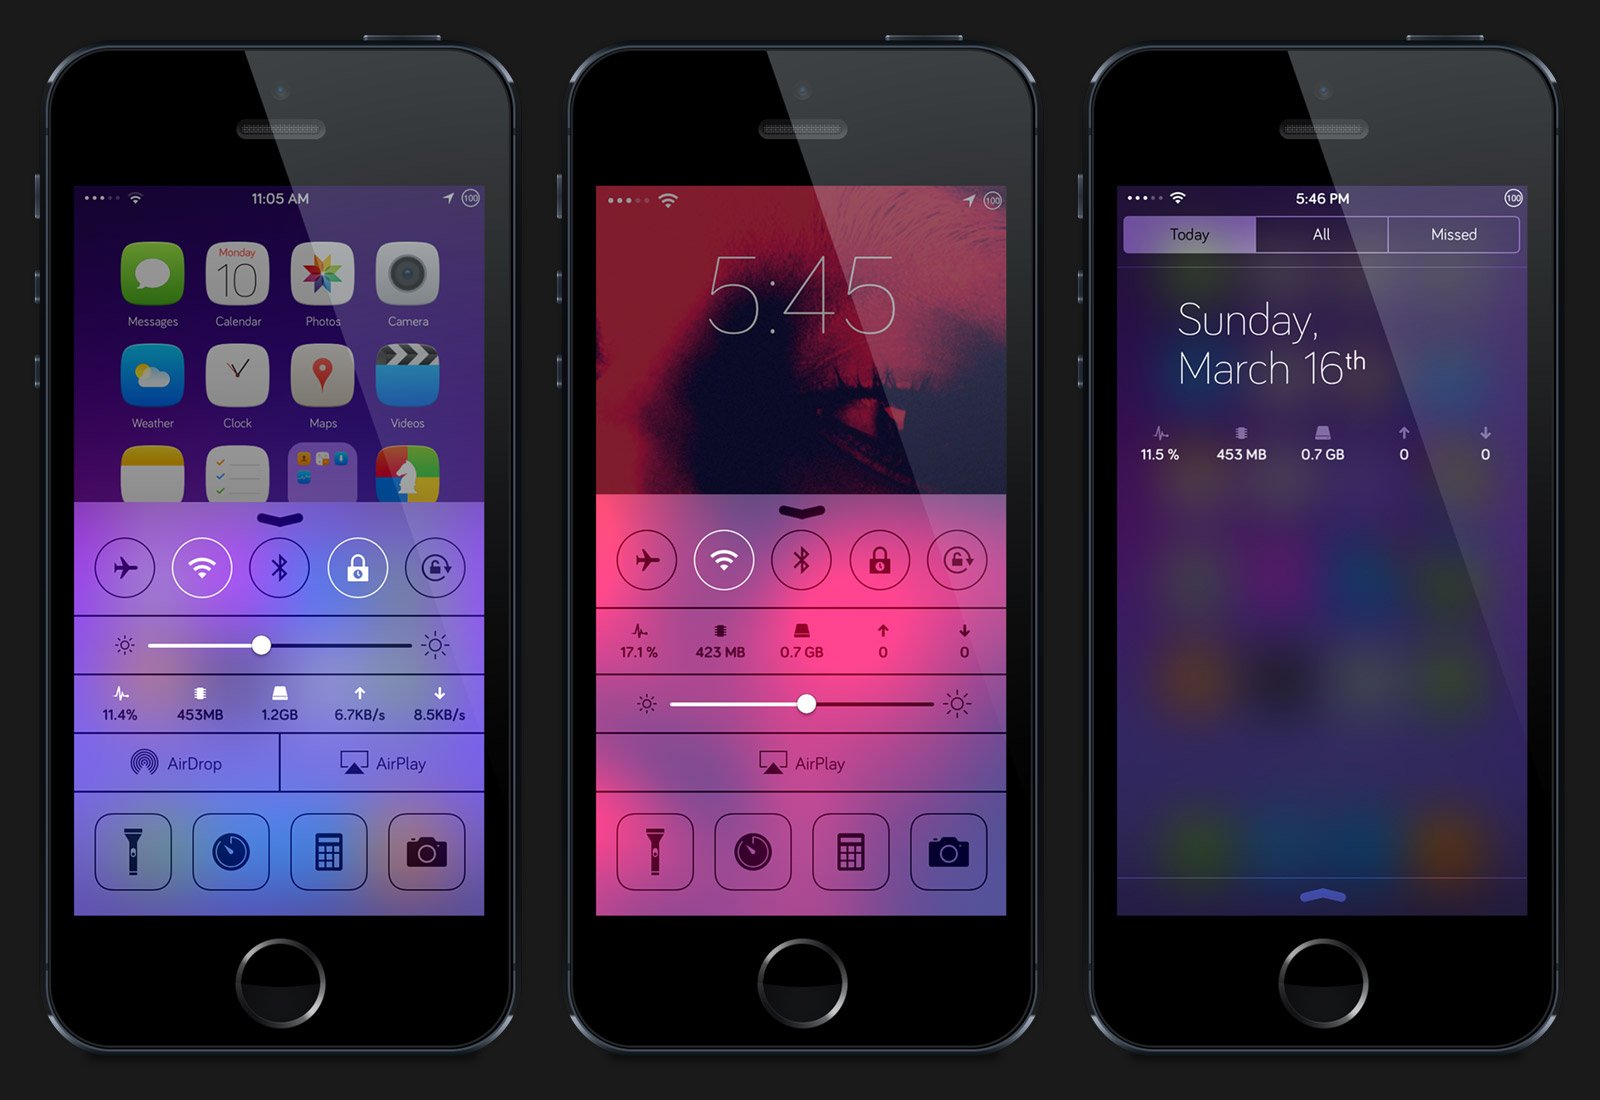 11:05 AM
100
Monday
10
Messages
Calendar
Photos
Camera
Weather
Clock
Maps
Videos
11.4%
453MB
1.2GB
6.7KB/s
8.5KB/s
AirDrop
AirPlay
100
5:45
17.1 %
423 MB
0.7 GB
0
0
AirPlay
5:46 PM
100
Today
All
Missed
Sunday,
March 16th
11.5 %
453 MB
0.7 GB
0
0